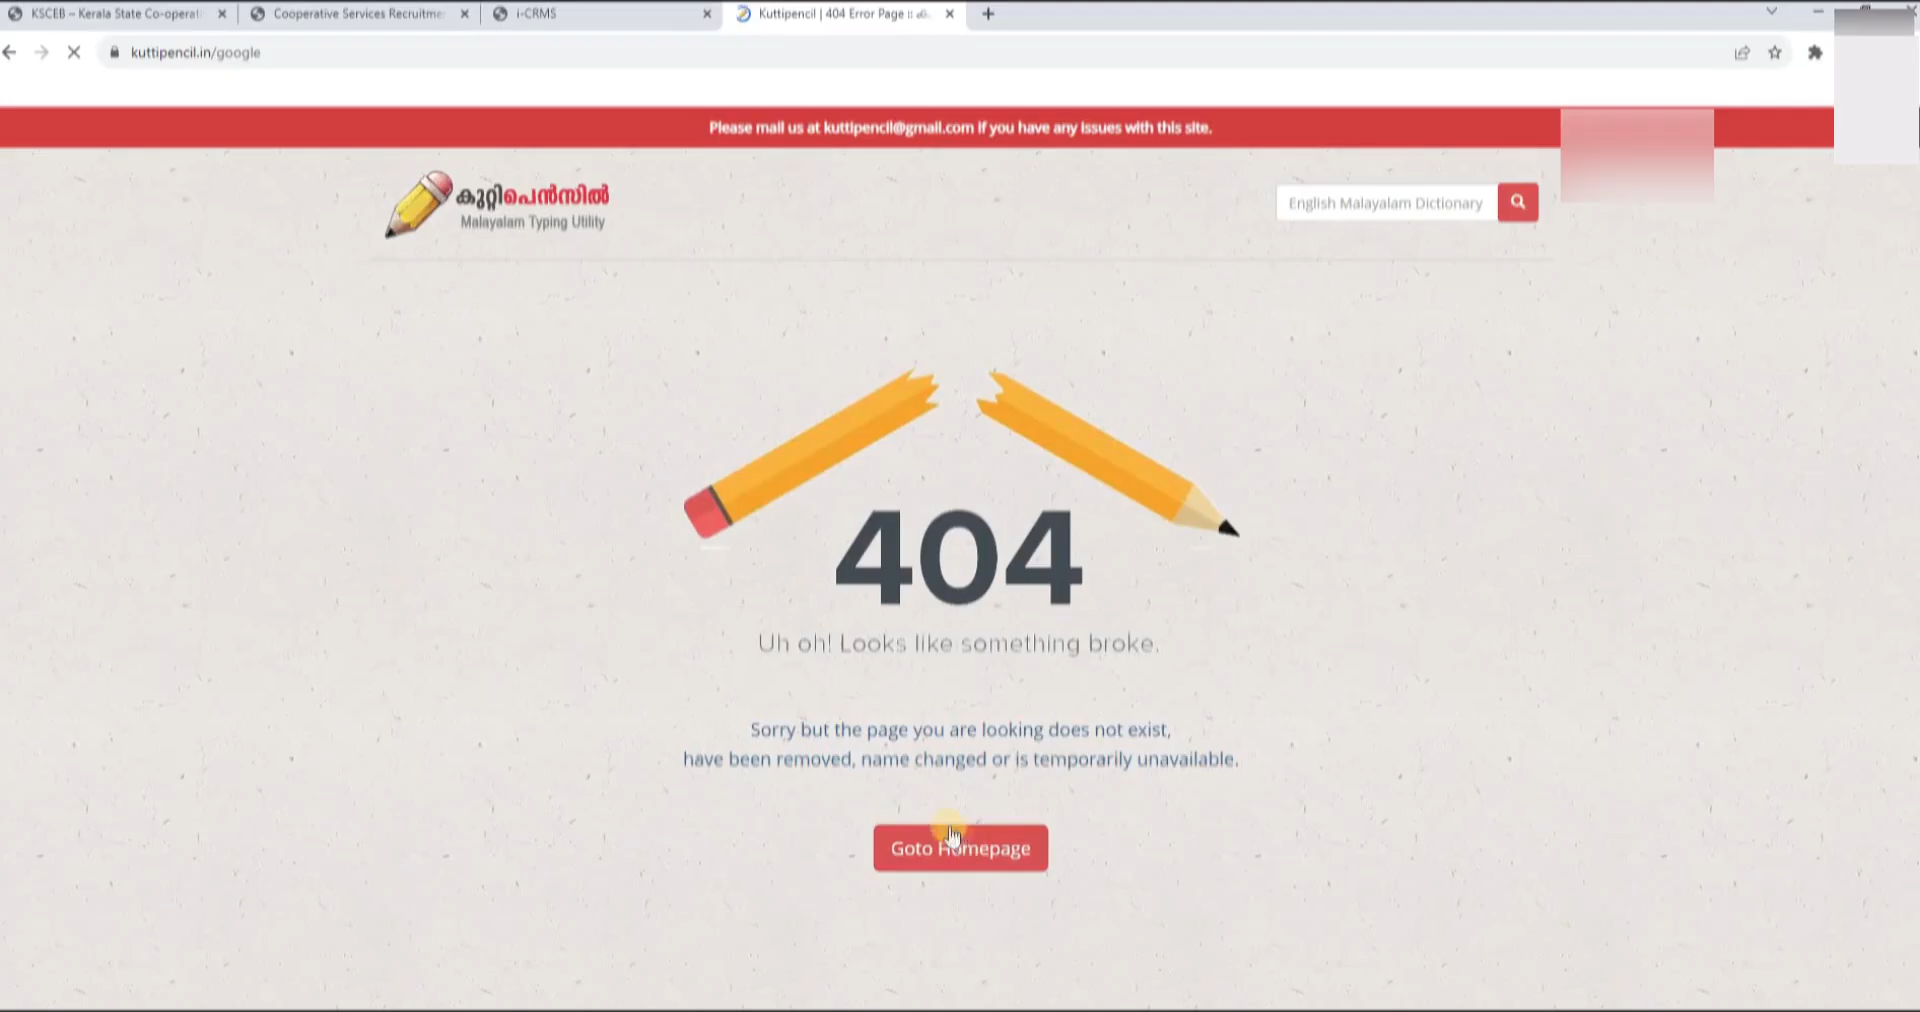 KSCEB – Kerala State Co-operati
Cooperative Services Recruitme
i-CRMS
Kuttipencil | 404 Error Page ::
kuttipencil.in/google
Please mail us at kuttipencil@gmail.com if you have any issues with this site.
കുറ്റിപെൻസിൽ
Malayalam Typing Utility
English Malayalam Dictionary
404
Uh oh! Looks like something broke.
Sorry but the page you are looking does not exist,
have been removed, name changed or is temporarily unavailable.
Goto Homepage